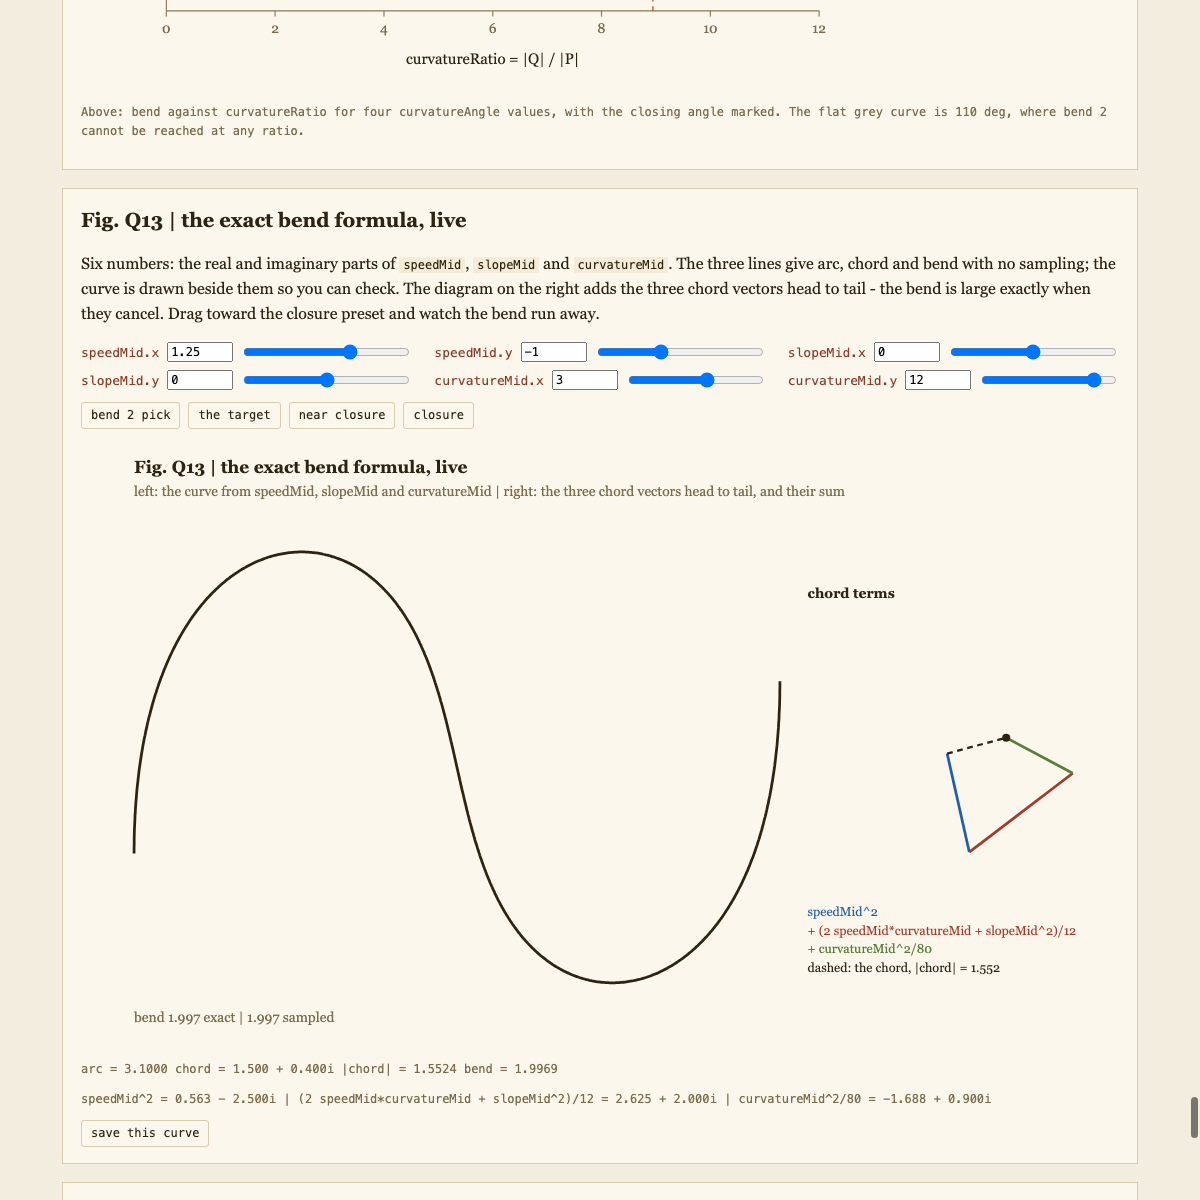 0 2 4 6 8 10 12
curvatureRatio = |Q| / |P|
Above: bend against curvatureRatio for four curvatureAngle values, with the closing angle marked. The flat grey curve is 110 deg, where bend 2
cannot be reached at any ratio.
Fig. Q13 | the exact bend formula, live
Six numbers: the real and imaginary parts of speedMid, slopeMid and curvatureMid. The three lines give arc, chord and bend with no sampling; the
curve is drawn beside them so you can check. The diagram on the right adds the three chord vectors head to tail - the bend is large exactly when
they cancel. Drag toward the closure preset and watch the bend run away.
speedMid.x 1.25 speedMid.y −1 slopeMid.x 0
slopeMid.y 0 curvatureMid.x 3 curvatureMid.y 12
bend 2 pick the target near closure closure
Fig. Q13 | the exact bend formula, live
left: the curve from speedMid, slopeMid and curvatureMid | right: the three chord vectors head to tail, and their sum
chord terms
speedMid^2
+ (2 speedMid*curvatureMid + slopeMid^2)/12
+ curvatureMid^2/80
dashed: the chord, |chord| = 1.552
bend 1.997 exact | 1.997 sampled
arc = 3.1000 chord = 1.500 + 0.400i |chord| = 1.5524 bend = 1.9969
speedMid^2 = 0.563 − 2.500i | (2 speedMid*curvatureMid + slopeMid^2)/12 = 2.625 + 2.000i | curvatureMid^2/80 = −1.688 + 0.900i
save this curve